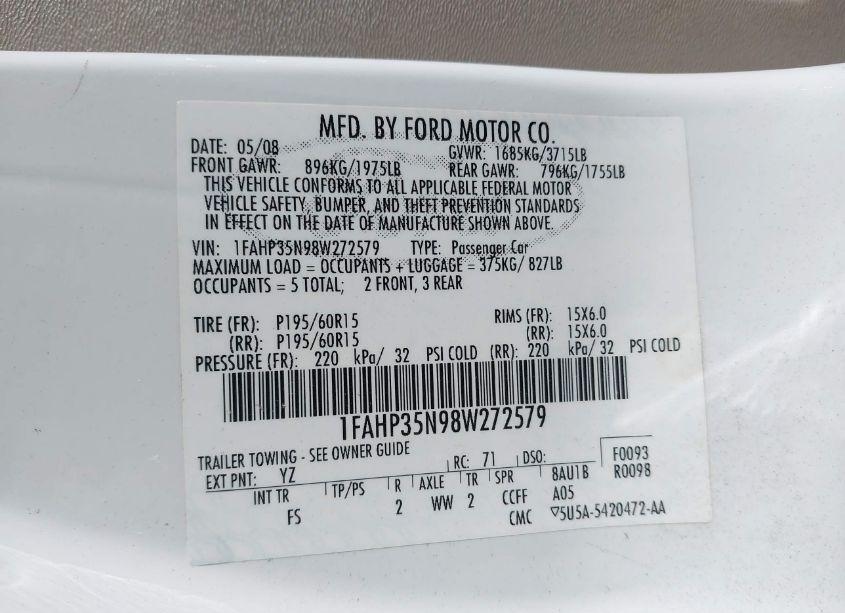 MFD. BY FORD MOTOR CO.
DATE: 05/08 GVWR: 1685KG/3715LB
FRONT GAWR: 896KG/1975LB REAR GAWR: 796KG/1755LB
THIS VEHICLE CONFORMS TO ALL APPLICABLE FEDERAL MOTOR
VEHICLE SAFETY, BUMPER, AND THEFT PREVENTION STANDARDS
IN EFFECT ON THE DATE OF MANUFACTURE SHOWN ABOVE.
VIN: 1FAHP35N98W272579 TYPE: Passenger Car
MAXIMUM LOAD = OCCUPANTS + LUGGAGE = 375KG/ 827LB
OCCUPANTS = 5 TOTAL; 2 FRONT, 3 REAR
TIRE (FR): P195/60R15 RIMS (FR): 15X6.0
(RR): P195/60R15 (RR): 15X6.0
PRESSURE (FR): 220 kPa/ 32 PSI COLD (RR): 220 kPa/ 32 PSI COLD
1FAHP35N98W272579
TRAILER TOWING - SEE OWNER GUIDE
EXT PNT: YZ RC: 71 DSO: F0093
INT TR TP/PS R AXLE TR SPR 8AU1B R0098
FS 2 WW 2 CCFF A05
CMC ▽5U5A-5420472-AA